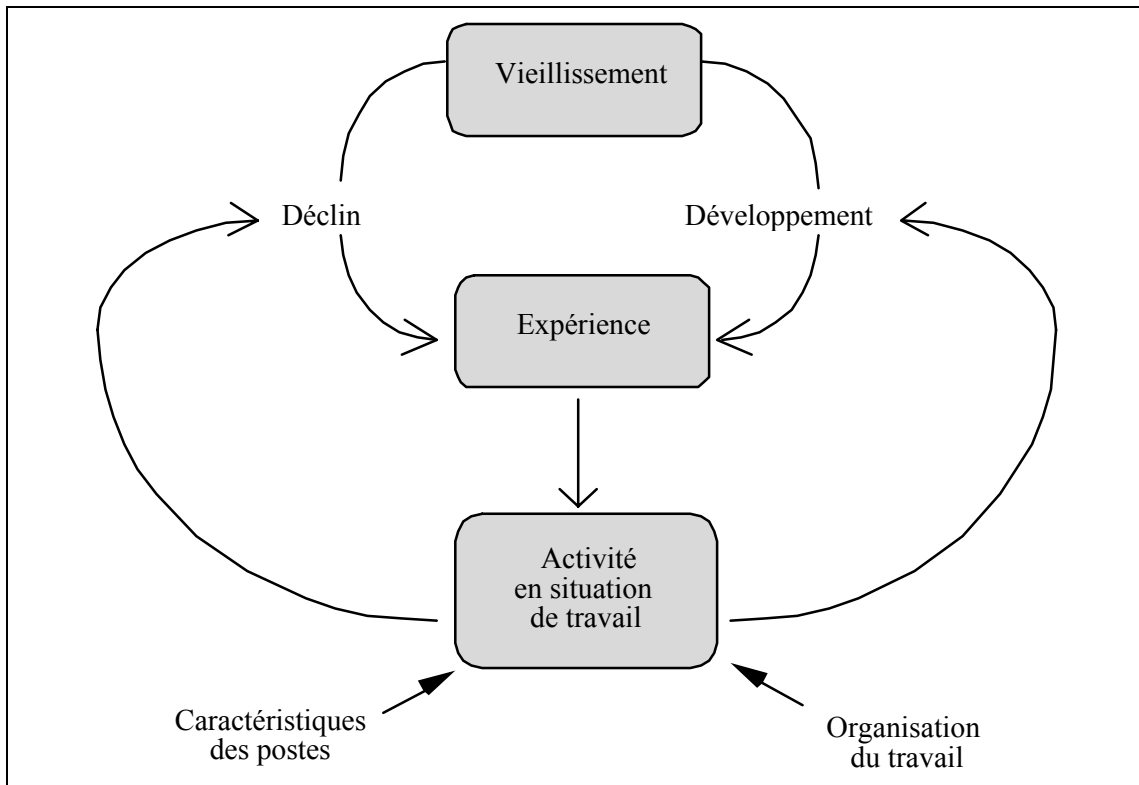 Vieillissement
Déclin
Développement
Expérience
Activité
en situation
de travail
Caractéristiques
des postes
Organisation
du travail